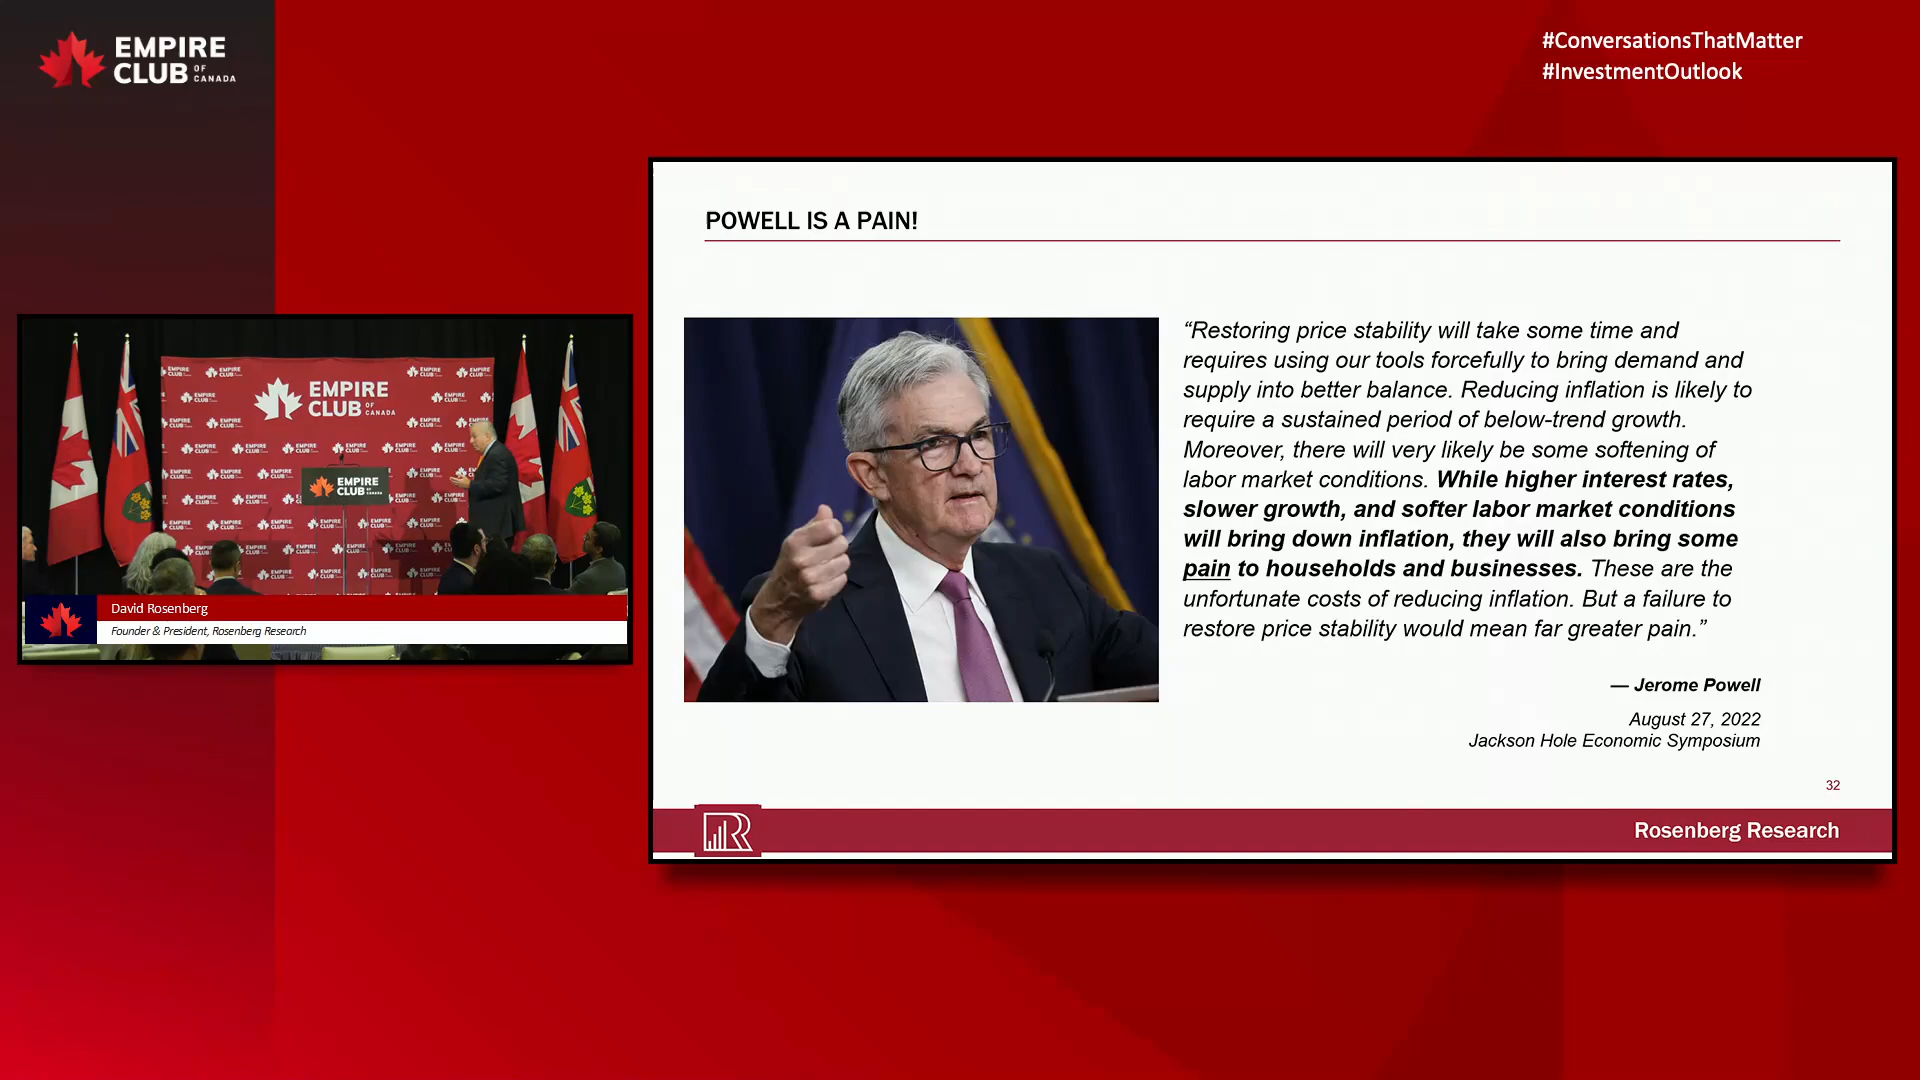 EMPIRE
CLUB OF CANADA
#ConversationsThatMatter
#InvestmentOutlook
POWELL IS A PAIN!
“Restoring price stability will take some time and
requires using our tools forcefully to bring demand and
supply into better balance. Reducing inflation is likely to
require a sustained period of below-trend growth.
Moreover, there will very likely be some softening of
labor market conditions. While higher interest rates,
slower growth, and softer labor market conditions
will bring down inflation, they will also bring some
pain to households and businesses. These are the
unfortunate costs of reducing inflation. But a failure to
restore price stability would mean far greater pain.”
— Jerome Powell
August 27, 2022
Jackson Hole Economic Symposium
32
Rosenberg Research
EMPIRE
CLUB OF CANADA
EMPIRE
CLUB OF CANADA
David Rosenberg
Founder & President, Rosenberg Research